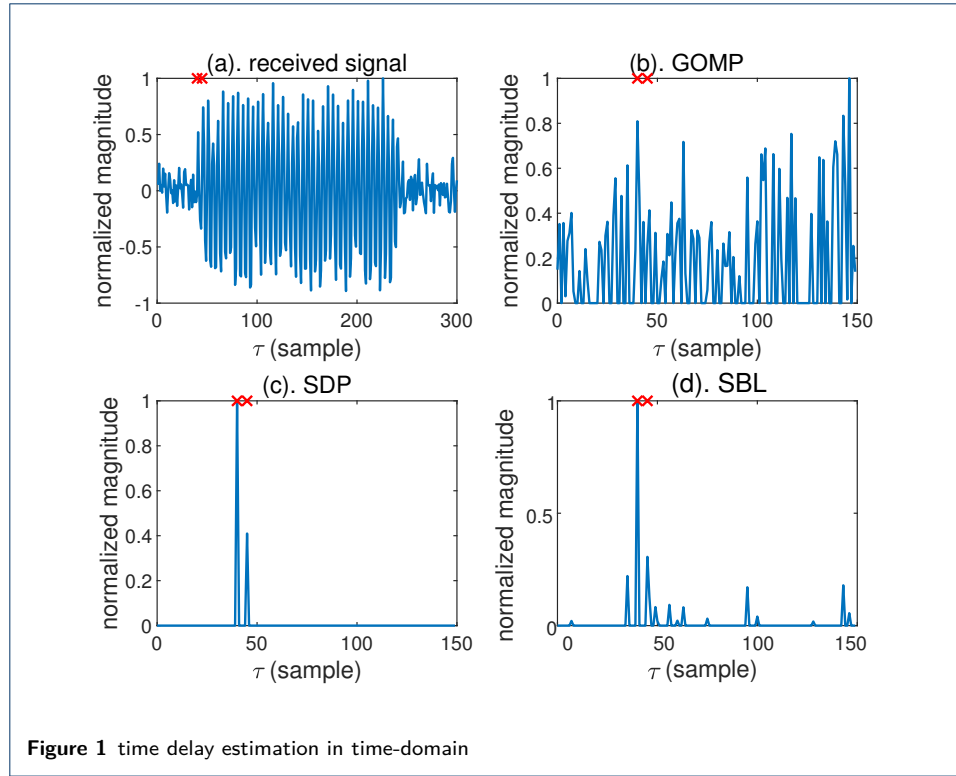 (a). received signal
1
0.5
0
-0.5
-1
normalized magnitude
0 100 200 300
τ (sample)
(b). GOMP
1
0.8
0.6
0.4
0.2
0
normalized magnitude
0 50 100 150
τ (sample)
(c). SDP
1
0.8
0.6
0.4
0.2
0
normalized magnitude
0 50 100 150
τ (sample)
(d). SBL
1
0.5
0
normalized magnitude
0 50 100 150
τ (sample)
Figure 1 time delay estimation in time-domain